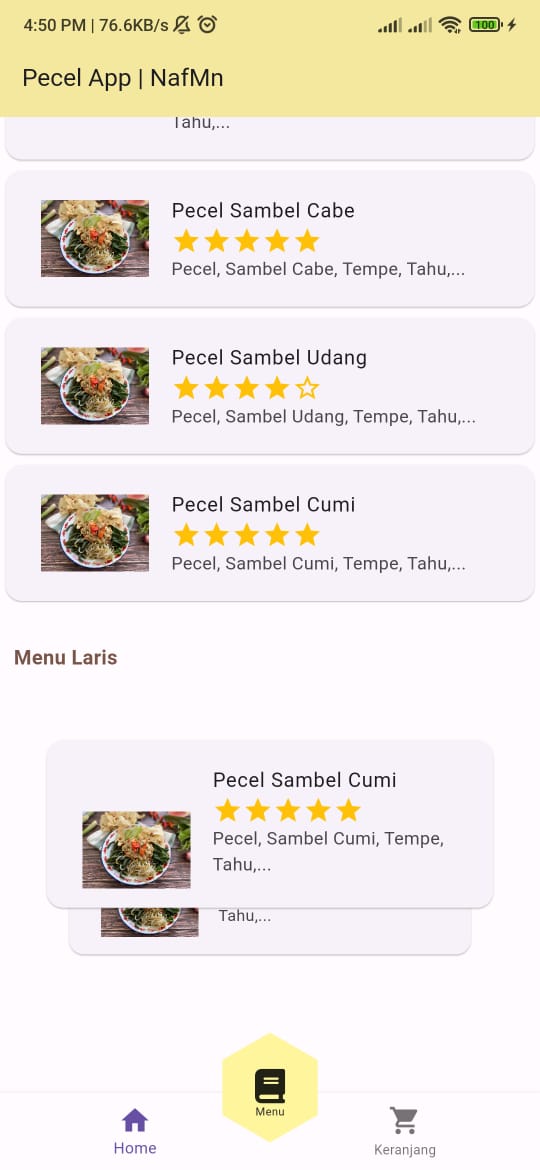 4:50 PM | 76.6KB/s
100
Pecel App | NafMn
Tahu,...
Pecel Sambel Cabe
Pecel, Sambel Cabe, Tempe, Tahu,...
Pecel Sambel Udang
Pecel, Sambel Udang, Tempe, Tahu,...
Pecel Sambel Cumi
Pecel, Sambel Cumi, Tempe, Tahu,...
Menu Laris
Pecel Sambel Cumi
Pecel, Sambel Cumi, Tempe,
Tahu,...
Tahu,...
Menu
Home
Keranjang